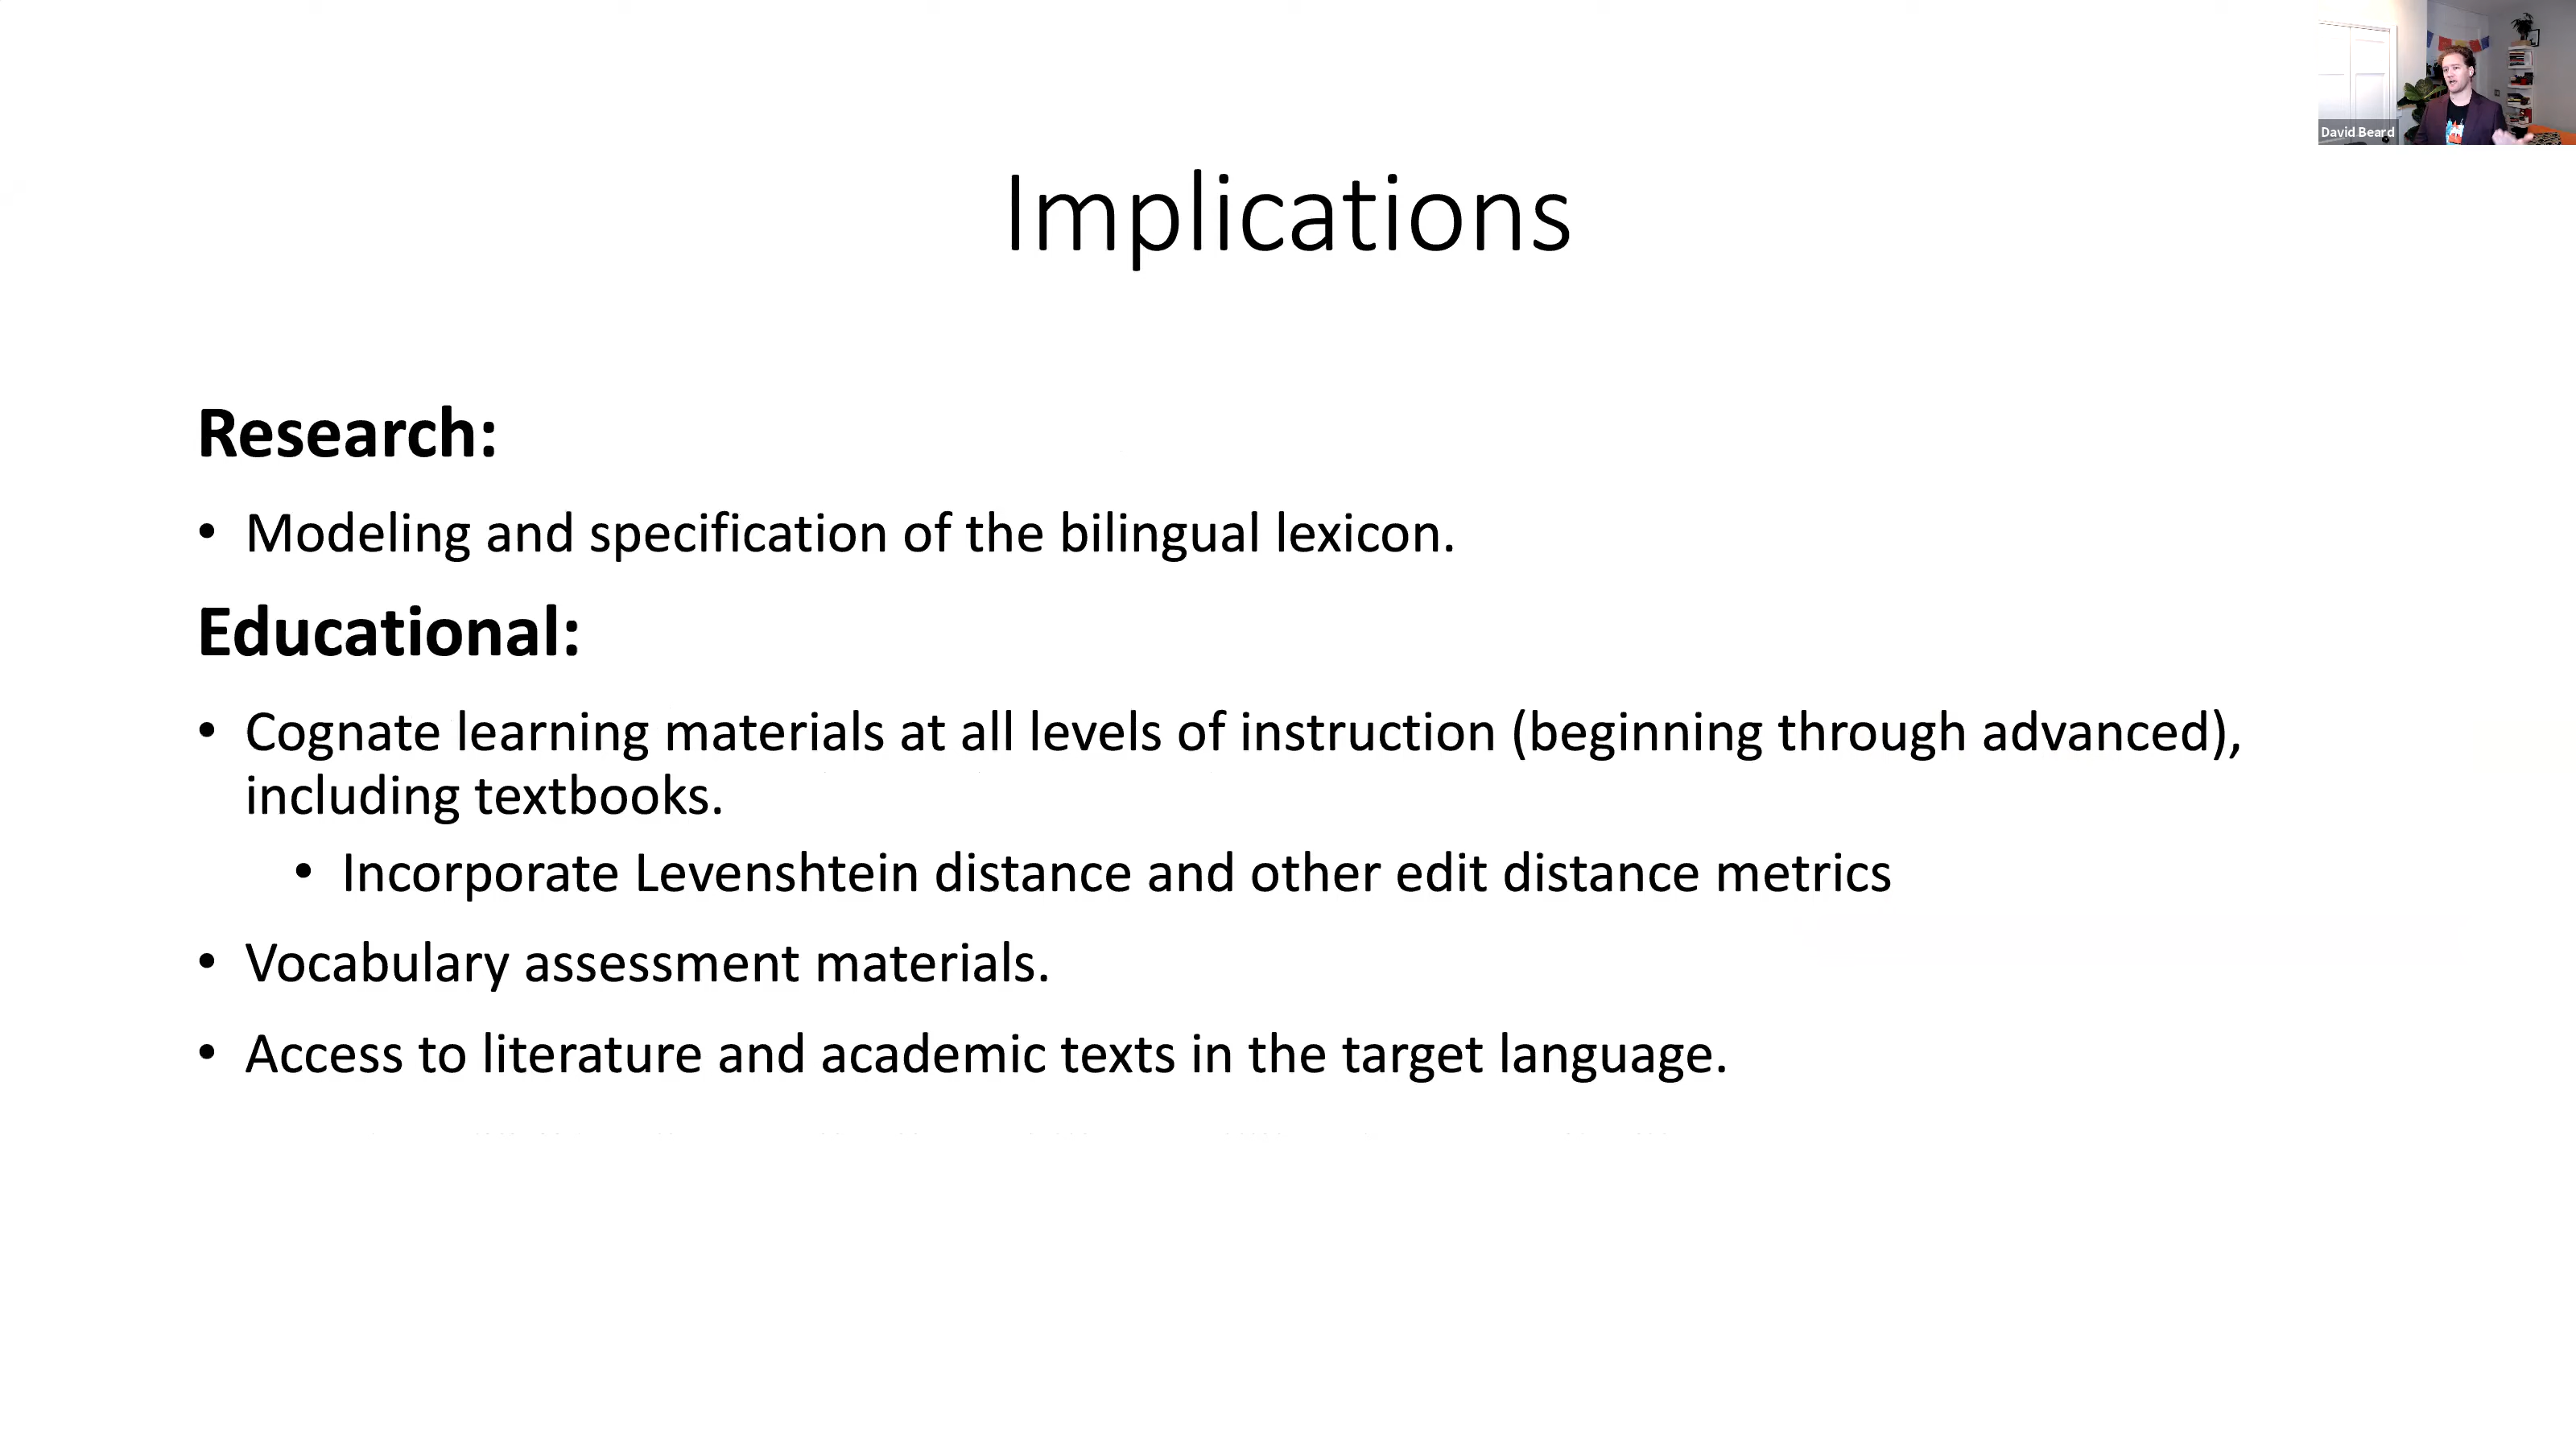 David Beard
Implications
Research:
• Modeling and specification of the bilingual lexicon.
Educational:
• Cognate learning materials at all levels of instruction (beginning through advanced),
including textbooks.
• Incorporate Levenshtein distance and other edit distance metrics
• Vocabulary assessment materials.
• Access to literature and academic texts in the target language.